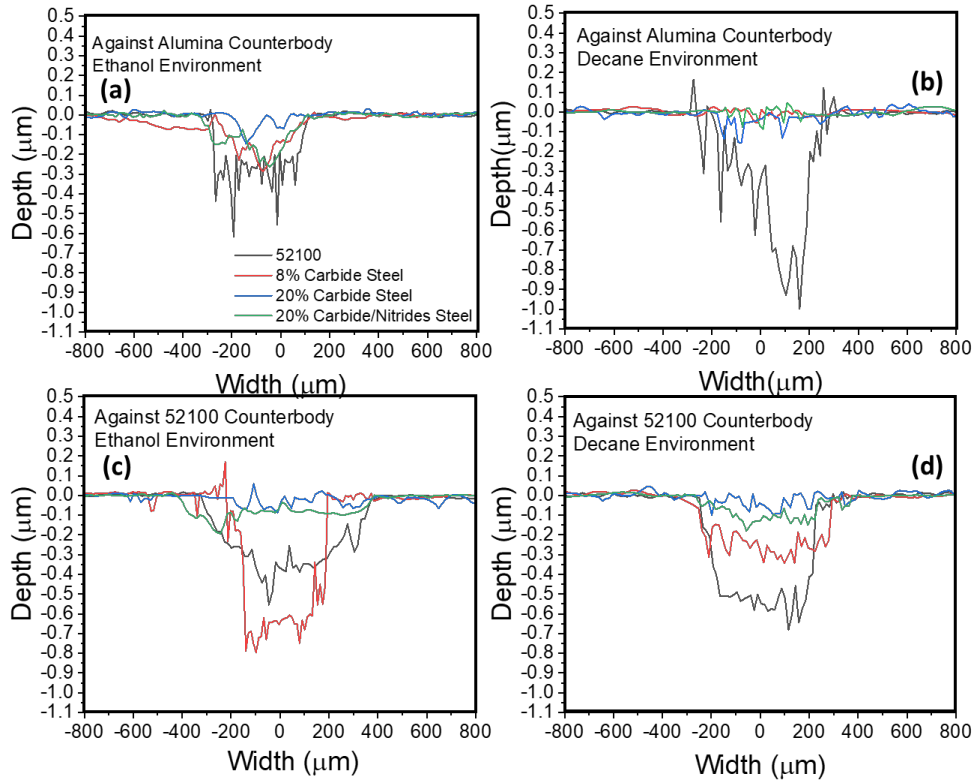 Against Alumina Counterbody
Ethanol Environment
(a)
0.5
0.4
0.3
0.2
0.1
0.0
-0.1
-0.2
-0.3
-0.4
-0.5
-0.6
-0.7
-0.8
-0.9
-1.0
-1.1
Depth (μm)
52100
8% Carbide Steel
20% Carbide Steel
20% Carbide/Nitrides Steel
-800 -600 -400 -200 0 200 400 600 800
Width (μm)
Against Alumina Counterbody
Decane Environment
(b)
0.5
0.4
0.3
0.2
0.1
0.0
-0.1
-0.2
-0.3
-0.4
-0.5
-0.6
-0.7
-0.8
-0.9
-1.0
-1.1
Depth(μm)
-800 -600 -400 -200 0 200 400 600 800
Width(μm)
Against 52100 Counterbody
Ethanol Environment
(c)
0.5
0.4
0.3
0.2
0.1
0.0
-0.1
-0.2
-0.3
-0.4
-0.5
-0.6
-0.7
-0.8
-0.9
-1.0
-1.1
Depth (μm)
-800 -600 -400 -200 0 200 400 600 800
Width (μm)
Against 52100 Counterbody
Decane Environment
(d)
0.5
0.4
0.3
0.2
0.1
0.0
-0.1
-0.2
-0.3
-0.4
-0.5
-0.6
-0.7
-0.8
-0.9
-1.0
-1.1
Depth (μm)
-800 -600 -400 -200 0 200 400 600 800
Width (μm)